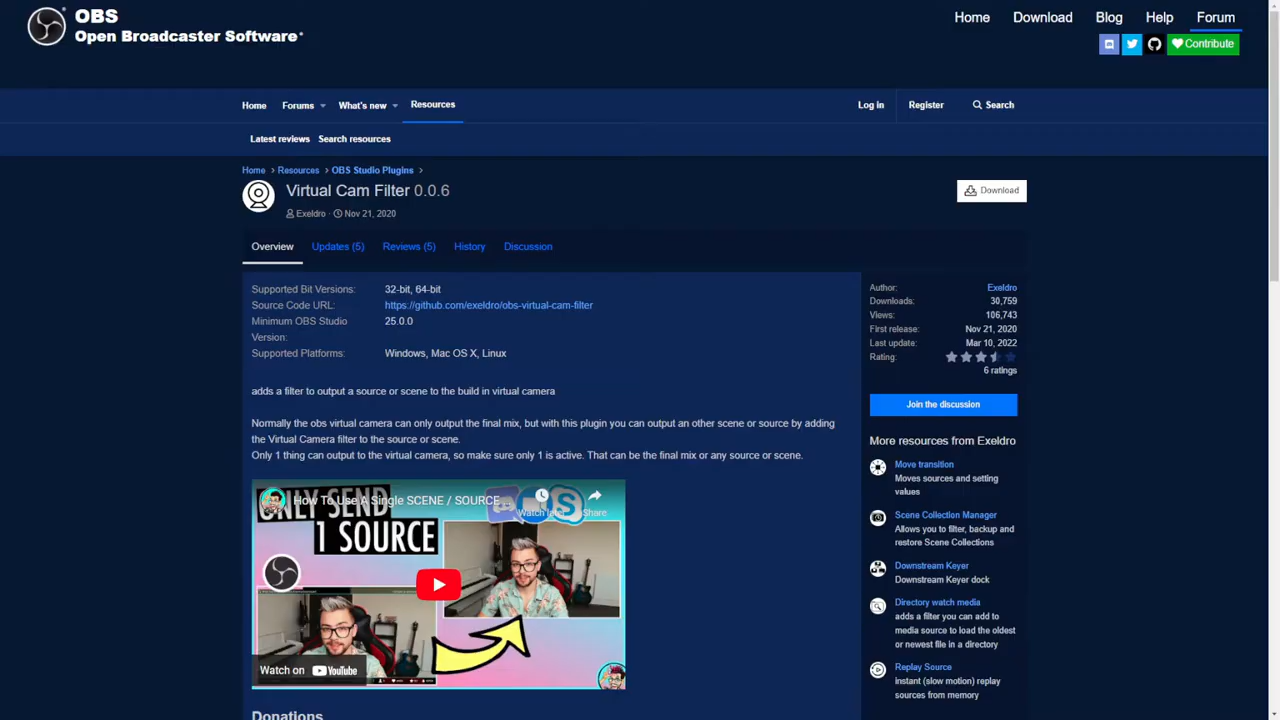 OBS
Open Broadcaster Software
Home
Download
Blog
Help
Forum
Contribute
Home
Forums
What's new
Resources
Log in
Register
Search
Latest reviews
Search resources
Home
Resources
OBS Studio Plugins
Virtual Cam Filter 0.0.6
Download
Exeldro · Nov 21, 2020
Overview
Updates (5)
Reviews (5)
History
Discussion
Supported Bit Versions: 32-bit, 64-bit
Source Code URL: https://github.com/exeldro/obs-virtual-cam-filter
Minimum OBS Studio 25.0.0
Version:
Supported Platforms: Windows, Mac OS X, Linux
adds a filter to output a source or scene to the build in virtual camera
Normally the obs virtual camera can only output the final mix, but with this plugin you can output an other scene or source by adding
the Virtual Camera filter to the source or scene.
Only 1 thing can output to the virtual camera, so make sure only 1 is active. That can be the final mix or any source or scene.
How To Use A Single SCENE / SOURCE
Watch later
Share
ONLY SEND
1 SOURCE
Watch on YouTube
Donations
Author: Exeldro
Downloads: 30,759
Views: 106,743
First release: Nov 21, 2020
Last update: Mar 10, 2022
Rating:
6 ratings
Join the discussion
More resources from Exeldro
Move transition
Moves sources and setting
values
Scene Collection Manager
Allows you to filter, backup and
restore Scene Collections
Downstream Keyer
Downstream Keyer dock
Directory watch media
adds a filter you can add to
media source to load the oldest
or newest file in a directory
Replay Source
instant (slow motion) replay
sources from memory